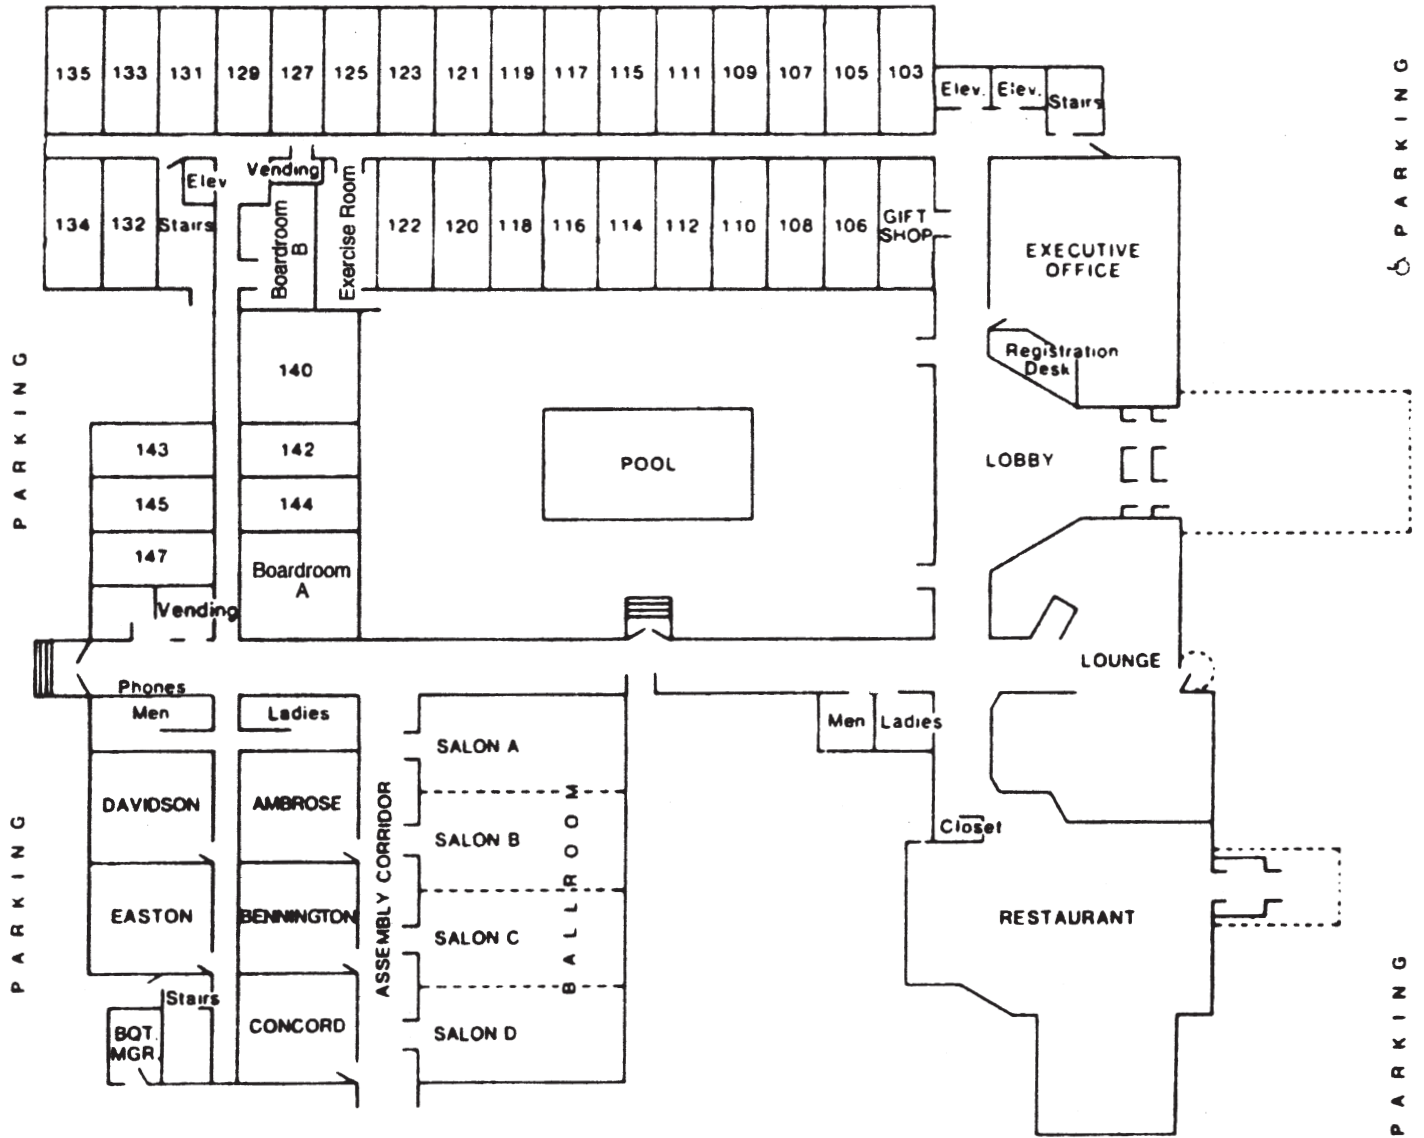 135 133 131 129 127 125 123 121 119 117 115 111 109 107 105 103
Elev. Elev. Stairs
PARKING
Elev
Vending
134 132 Stairs
Boardroom
B
Exercise Room
122 120 118 116 114 112 110 108 106
GIFT
SHOP
EXECUTIVE
OFFICE
♿ PARKING
Registration
Desk
PARKING
140
143 142
145 144
147
Boardroom
A
Vending
POOL
LOBBY
LOUNGE
Phones
Men Ladies
Men Ladies
DAVIDSON AMBROSE
EASTON BENNINGTON
CONCORD
Stairs
BQT.
MGR.
ASSEMBLY CORRIDOR
SALON A
SALON B
SALON C
SALON D
BALLROOM
Closet
RESTAURANT
PARKING
PARKING